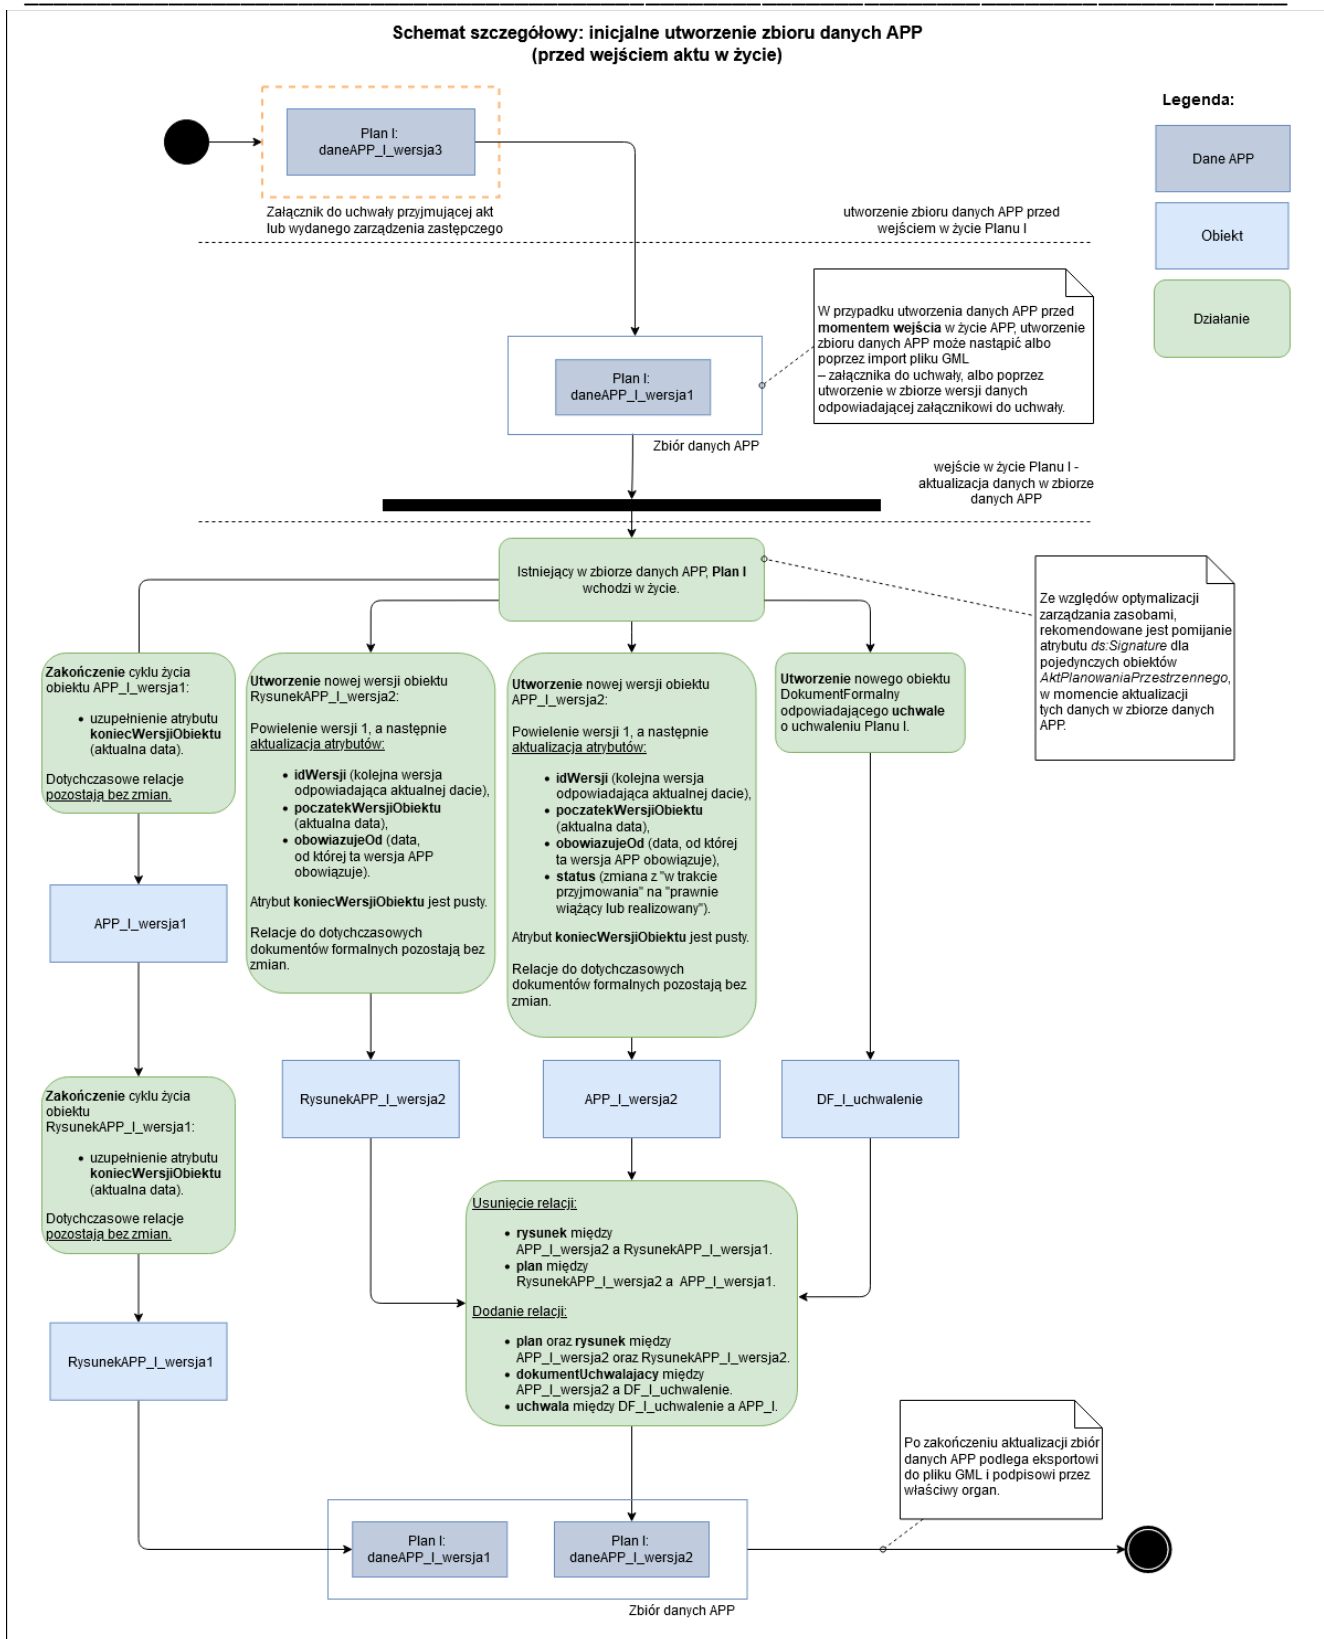 Schemat szczegółowy: inicjalne utworzenie zbioru danych APP
(przed wejściem aktu w życie)
Legenda:
Dane APP
Obiekt
Działanie
Plan I:
daneAPP_I_wersja3
Załącznik do uchwały przyjmującej akt
lub wydanego zarządzenia zastępczego
utworzenie zbioru danych APP przed
wejściem w życie Planu I
W przypadku utworzenia danych APP przed
momentem wejścia w życie APP, utworzenie
zbioru danych APP może nastąpić albo
poprzez import pliku GML
– załącznika do uchwały, albo poprzez
utworzenie w zbiorze wersji danych
odpowiadającej załącznikowi do uchwały.
Plan I:
daneAPP_I_wersja1
Zbiór danych APP
wejście w życie Planu I -
aktualizacja danych w zbiorze
danych APP
Istniejący w zbiorze danych APP, Plan I
wchodzi w życie.
Ze względów optymalizacji
zarządzania zasobami,
rekomendowane jest pomijanie
atrybutu ds:Signature dla
pojedynczych obiektów
AktPlanowaniaPrzestrzennego,
w momencie aktualizacji
tych danych w zbiorze danych
APP.
Zakończenie cyklu życia
obiektu APP_I_wersja1:
• uzupełnienie atrybutu
koniecWersjiObiektu
(aktualna data).
Dotychczasowe relacje
pozostają bez zmian.
Utworzenie nowej wersji obiektu
RysunekAPP_I_wersja2:
Powielenie wersji 1, a następnie
aktualizacja atrybutów:
• idWersji (kolejna wersja
odpowiadająca aktualnej dacie),
• poczatekWersjiObiektu
(aktualna data),
• obowiazujeOd (data,
od której ta wersja APP
obowiązuje).
Atrybut koniecWersjiObiektu jest pusty.
Relacje do dotychczasowych
dokumentów formalnych pozostają bez
zmian.
Utworzenie nowej wersji obiektu
APP_I_wersja2:
Powielenie wersji 1, a następnie
aktualizacja atrybutów:
• idWersji (kolejna wersja
odpowiadająca aktualnej dacie),
• poczatekWersjiObiektu
(aktualna data),
• obowiazujeOd (data, od której
ta wersja APP obowiązuje),
• status (zmiana z "w trakcie
przyjmowania" na "prawnie
wiążący lub realizowany").
Atrybut koniecWersjiObiektu jest pusty.
Relacje do dotychczasowych
dokumentów formalnych pozostają bez
zmian.
Utworzenie nowego obiektu
DokumentFormalny
odpowiadającego uchwale
o uchwaleniu Planu I.
APP_I_wersja1
RysunekAPP_I_wersja2
APP_I_wersja2
DF_I_uchwalenie
Zakończenie cyklu życia
obiektu
RysunekAPP_I_wersja1:
• uzupełnienie atrybutu
koniecWersjiObiektu
(aktualna data).
Dotychczasowe relacje
pozostają bez zmian.
Usunięcie relacji:
• rysunek między
APP_I_wersja2 a RysunekAPP_I_wersja1.
• plan między
RysunekAPP_I_wersja2 a APP_I_wersja1.
Dodanie relacji:
• plan oraz rysunek między
APP_I_wersja2 oraz RysunekAPP_I_wersja2.
• dokumentUchwalajacy między
APP_I_wersja2 a DF_I_uchwalenie.
• uchwala między DF_I_uchwalenie a APP_I.
RysunekAPP_I_wersja1
Po zakończeniu aktualizacji zbiór
danych APP podlega eksportowi
do pliku GML i podpisowi przez
właściwy organ.
Plan I:
daneAPP_I_wersja1
Plan I:
daneAPP_I_wersja2
Zbiór danych APP